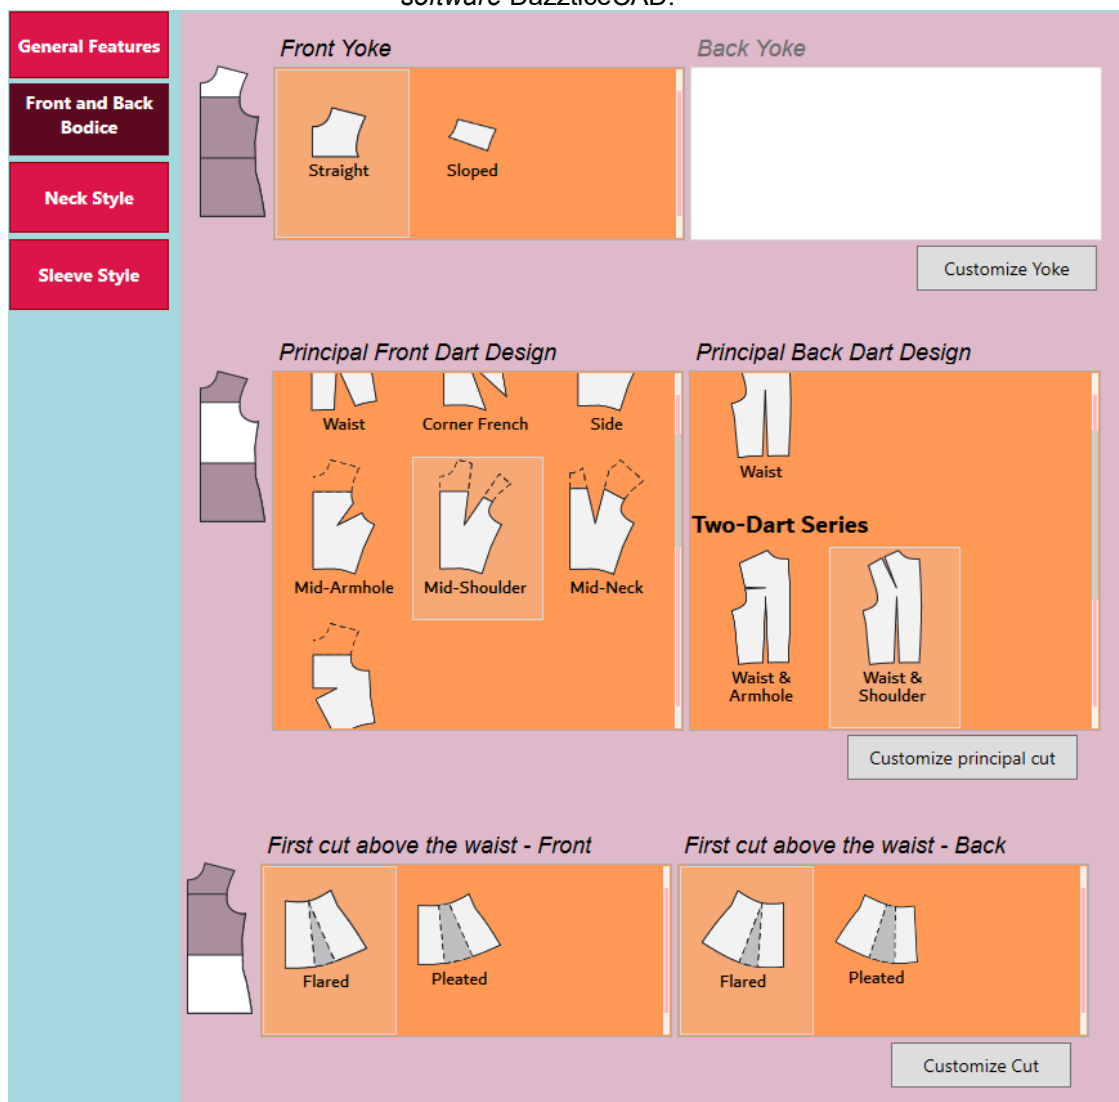 software DazzticeCAD.
General Features
Front and Back
Bodice
Neck Style
Sleeve Style
Front Yoke
Back Yoke
Straight
Sloped
Customize Yoke
Principal Front Dart Design
Principal Back Dart Design
Waist
Corner French
Side
Mid-Armhole
Mid-Shoulder
Mid-Neck
Waist
Two-Dart Series
Waist &
Armhole
Waist &
Shoulder
Customize principal cut
First cut above the waist - Front
First cut above the waist - Back
Flared
Pleated
Flared
Pleated
Customize Cut